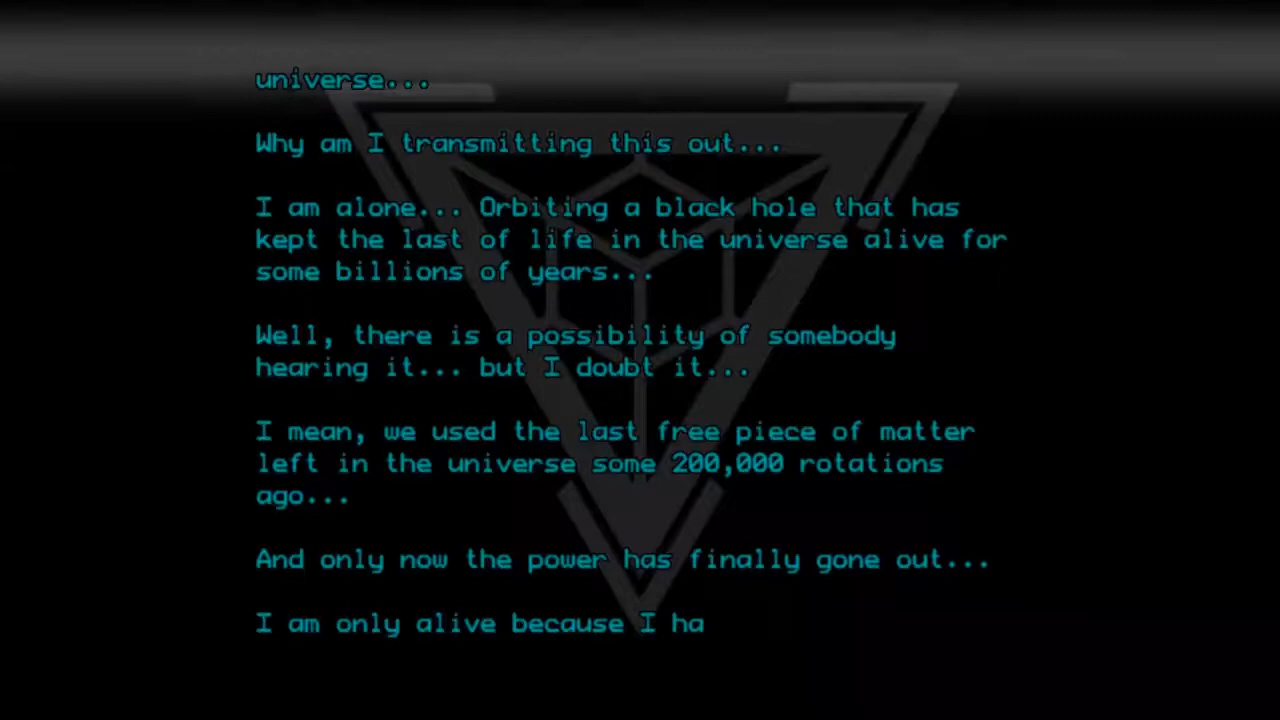 universe...
Why am I transmitting this out...
I am alone... Orbiting a black hole that has
kept the last of life in the universe alive for
some billions of years...
Well, there is a possibility of somebody
hearing it... but I doubt it...
I mean, we used the last free piece of matter
left in the universe some 200,000 rotations
ago...
And only now the power has finally gone out...
I am only alive because I ha